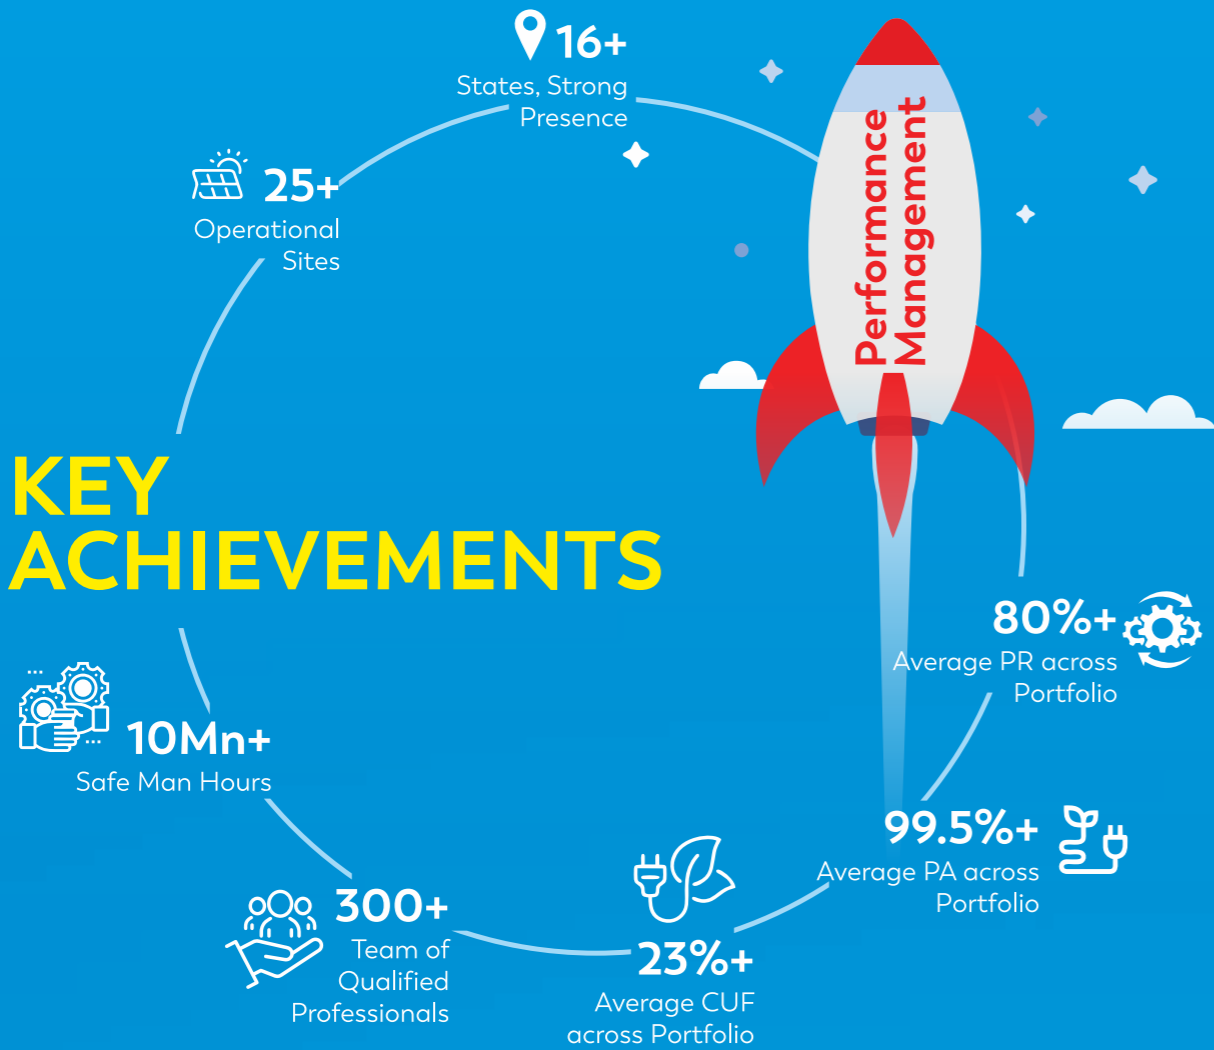 16+
States, Strong
Presence
25+
Operational
Sites
Performance
Management
KEY
ACHIEVEMENTS
80%+
Average PR across
Portfolio
10Mn+
Safe Man Hours
99.5%+
Average PA across
Portfolio
300+
Team of
Qualified
Professionals
23%+
Average CUF
across Portfolio